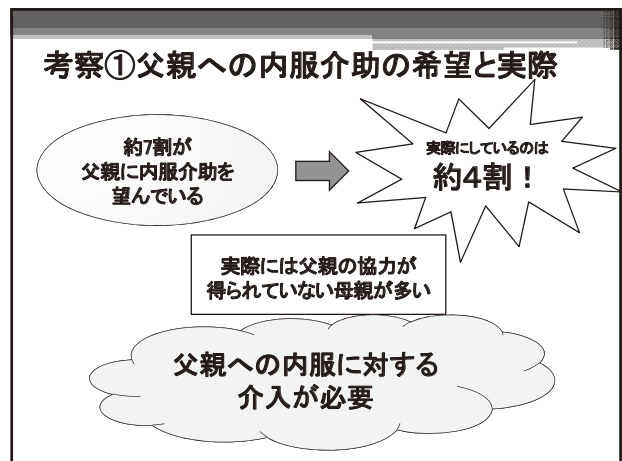 考察①父親への内服介助の希望と実際
約7割が
父親に内服介助を
望んでいる
実際にしているのは
約4割！
実際には父親の協力が
得られていない母親が多い
父親への内服に対する
介入が必要